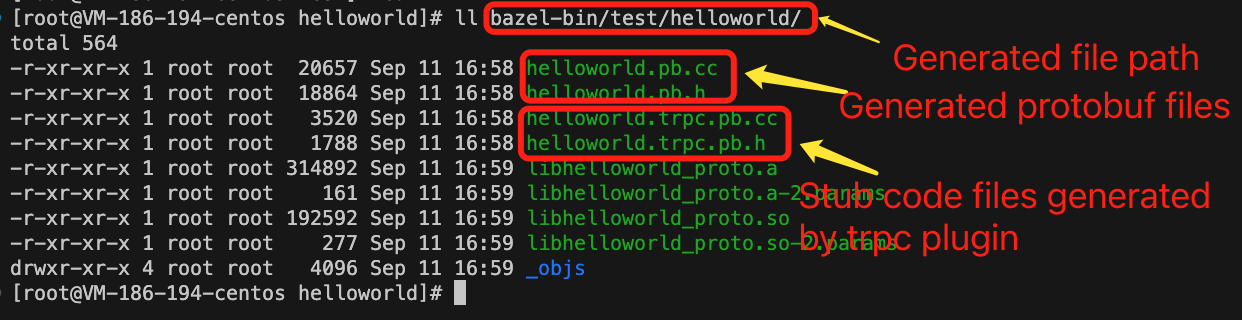 [root@VM-186-194-centos helloworld]# ll bazel-bin/test/helloworld/
total 564
-r-xr-xr-x 1 root root 20657 Sep 11 16:58 helloworld.pb.cc
-r-xr-xr-x 1 root root 18864 Sep 11 16:58 helloworld.pb.h
-r-xr-xr-x 1 root root 3520 Sep 11 16:58 helloworld.trpc.pb.cc
-r-xr-xr-x 1 root root 1788 Sep 11 16:58 helloworld.trpc.pb.h
-r-xr-xr-x 1 root root 314892 Sep 11 16:59 libhelloworld_proto.a
-r-xr-xr-x 1 root root 161 Sep 11 16:59 libhelloworld_proto.a-2.params
-r-xr-xr-x 1 root root 192592 Sep 11 16:59 libhelloworld_proto.so
-r-xr-xr-x 1 root root 277 Sep 11 16:59 libhelloworld_proto.so-2.params
drwxr-xr-x 4 root root 4096 Sep 11 16:59 _objs
[root@VM-186-194-centos helloworld]#
Generated file path
Generated protobuf files
Stub code files generated
by trpc plugin